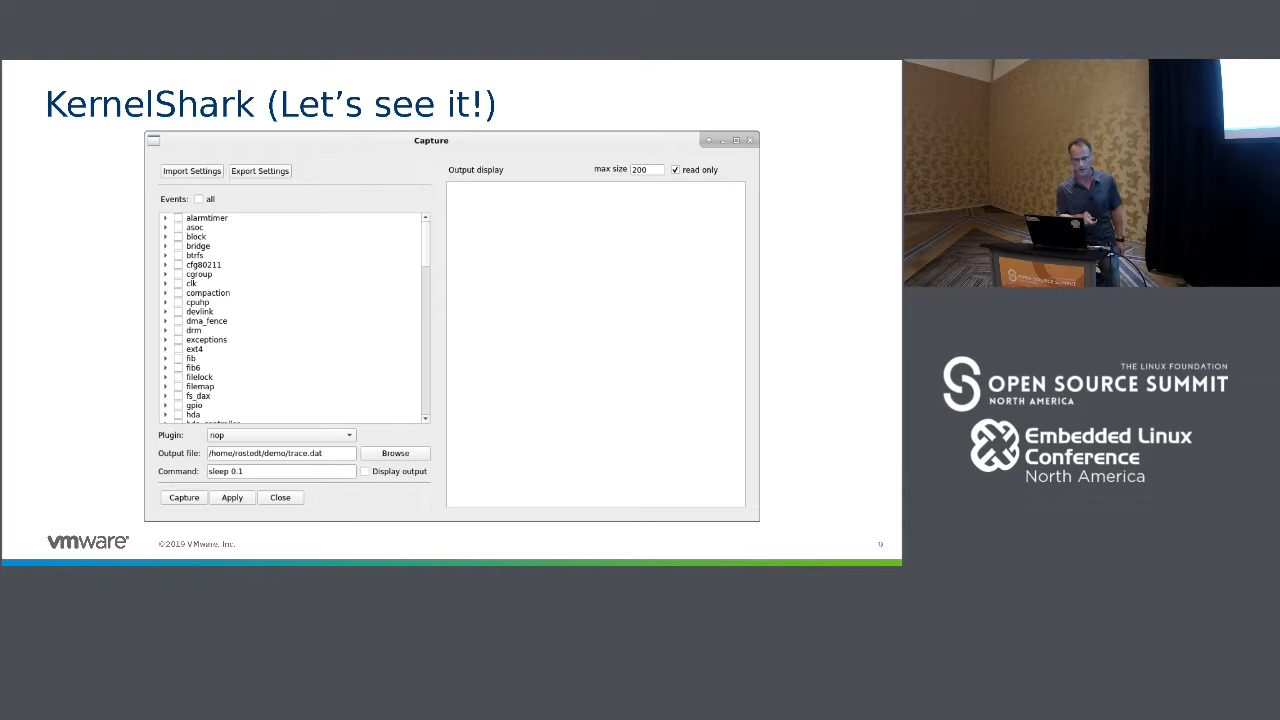 KernelShark (Let's see it!)
Capture
Import Settings
Export Settings
Events:
all
alarmtimer
asoc
block
bridge
btrfs
cfg80211
cgroup
clk
compaction
cpuhp
devlink
dma_fence
drm
exceptions
ext4
fib
fib6
filelock
filemap
fs_dax
gpio
hda
Plugin:
nop
Output file:
/home/rostedt/demo/trace.dat
Browse
Command:
sleep 0.1
Display output
Capture
Apply
Close
Output display
max size
200
read only
vmware
©2019 VMware, Inc.
9
OPEN SOURCE SUMMIT
THE LINUX FOUNDATION
OPEN SOURCE SUMMIT
NORTH AMERICA
Embedded Linux
Conference
North America